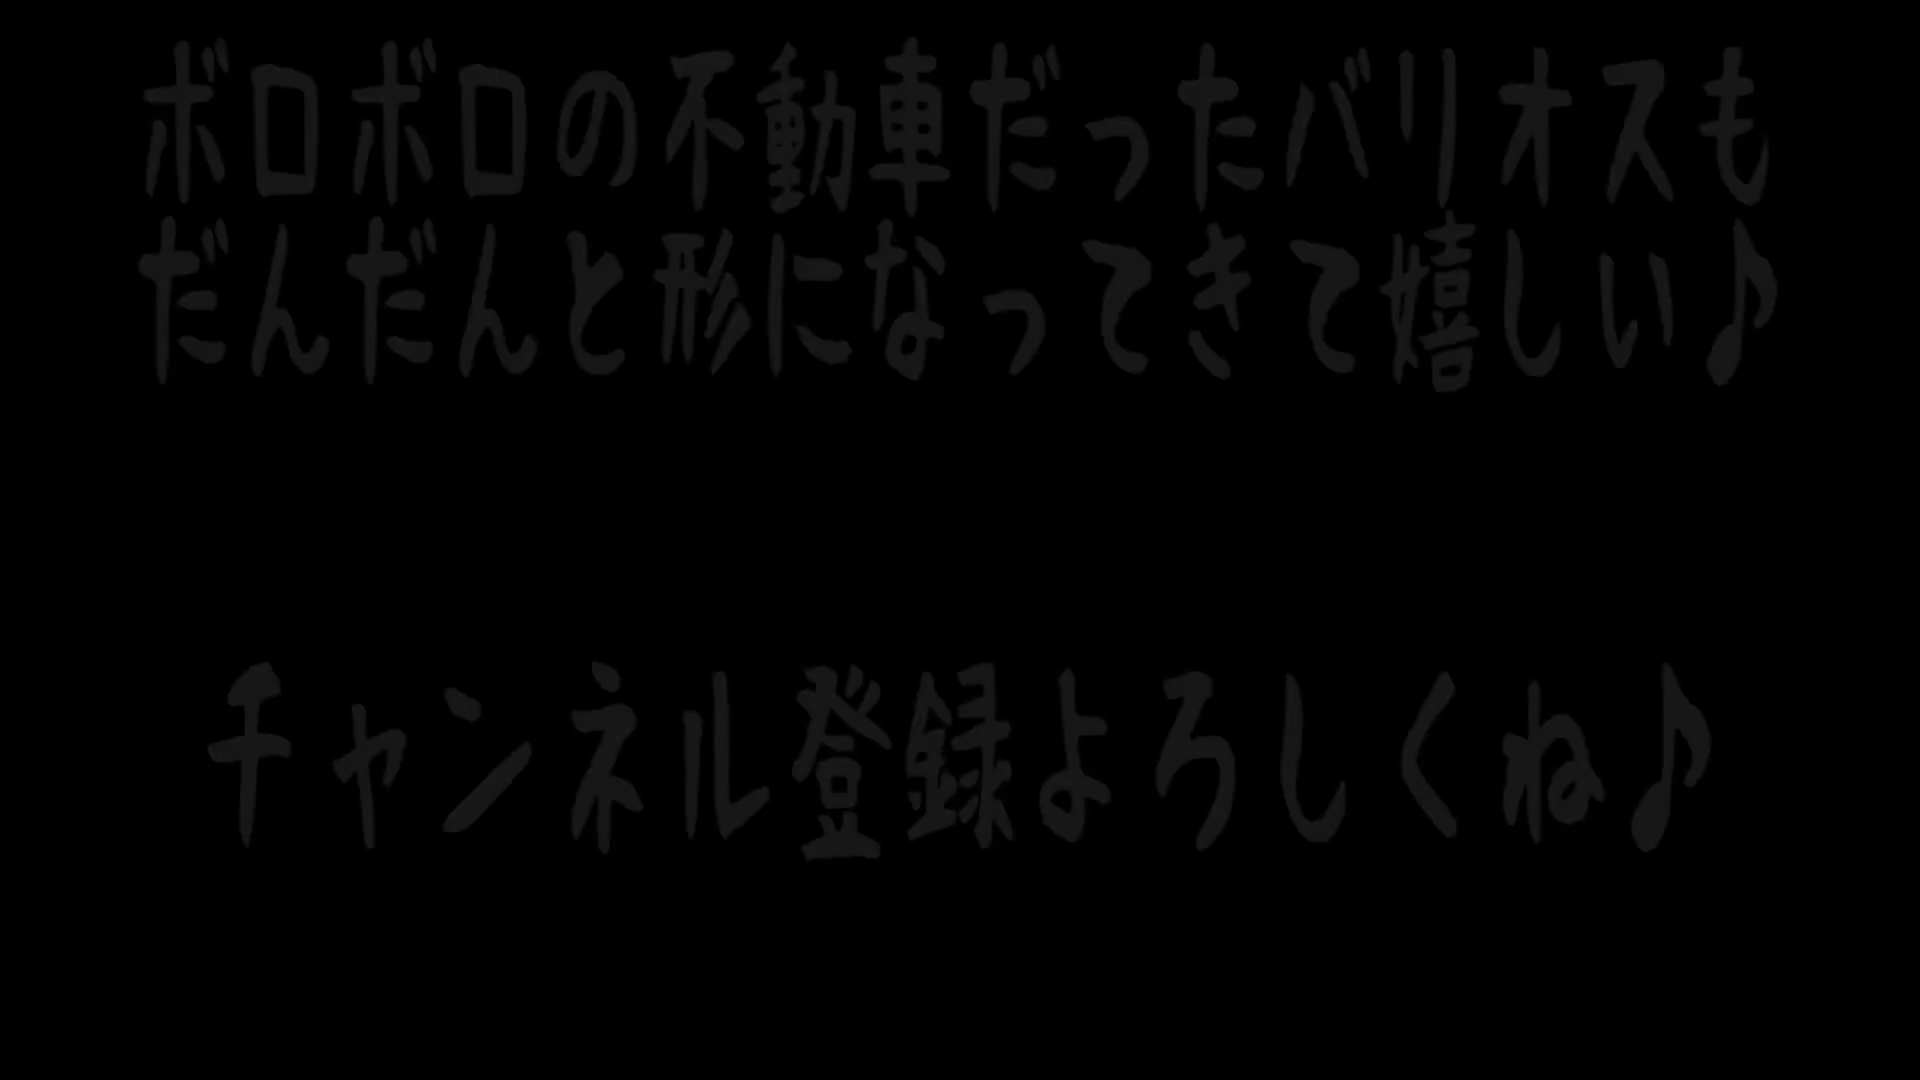 ボロボロの不動車だったバリオスも
だんだんと形になってきて嬉しい♪
チャンネル登録よろしくね♪